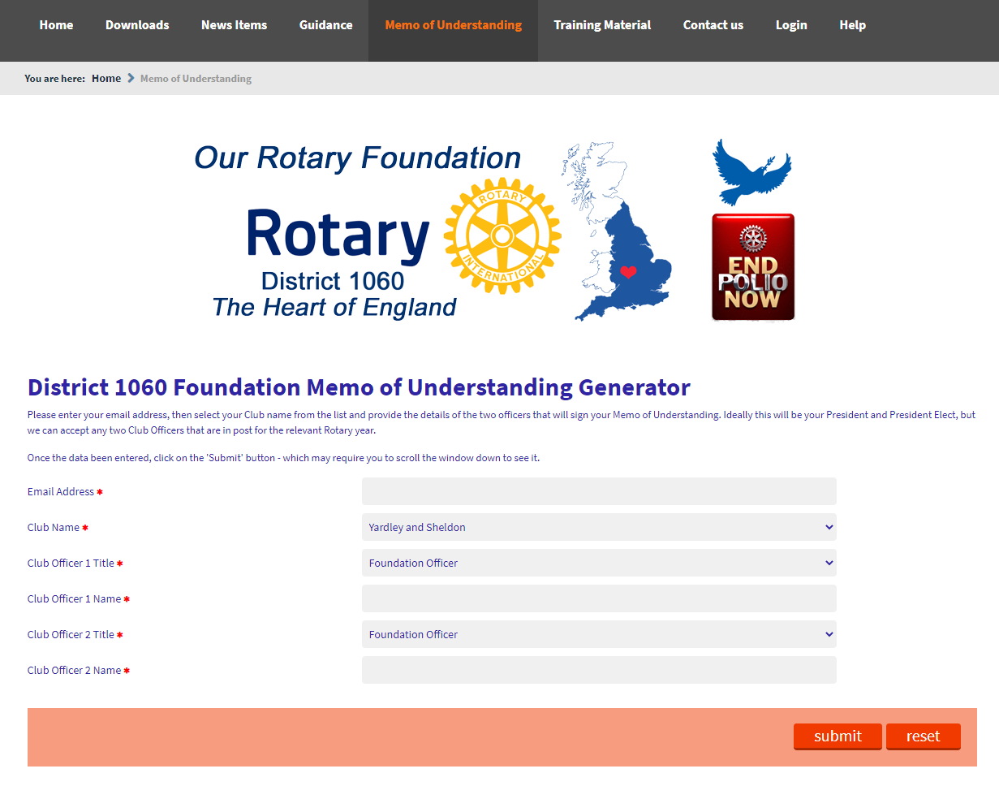 Home Downloads News Items Guidance Memo of Understanding Training Material Contact us Login Help
You are here: Home Memo of Understanding
Our Rotary Foundation
Rotary
ROTARY
INTERNATIONAL
District 1060
The Heart of England
END
POLIO
NOW
District 1060 Foundation Memo of Understanding Generator
Please enter your email address, then select your Club name from the list and provide the details of the two officers that will sign your Memo of Understanding. Ideally this will be your President and President Elect, but
we can accept any two Club Officers that are in post for the relevant Rotary year.
Once the data been entered, click on the 'Submit' button - which may require you to scroll the window down to see it.
Email Address *
Club Name * Yardley and Sheldon
Club Officer 1 Title * Foundation Officer
Club Officer 1 Name *
Club Officer 2 Title * Foundation Officer
Club Officer 2 Name *
submit reset